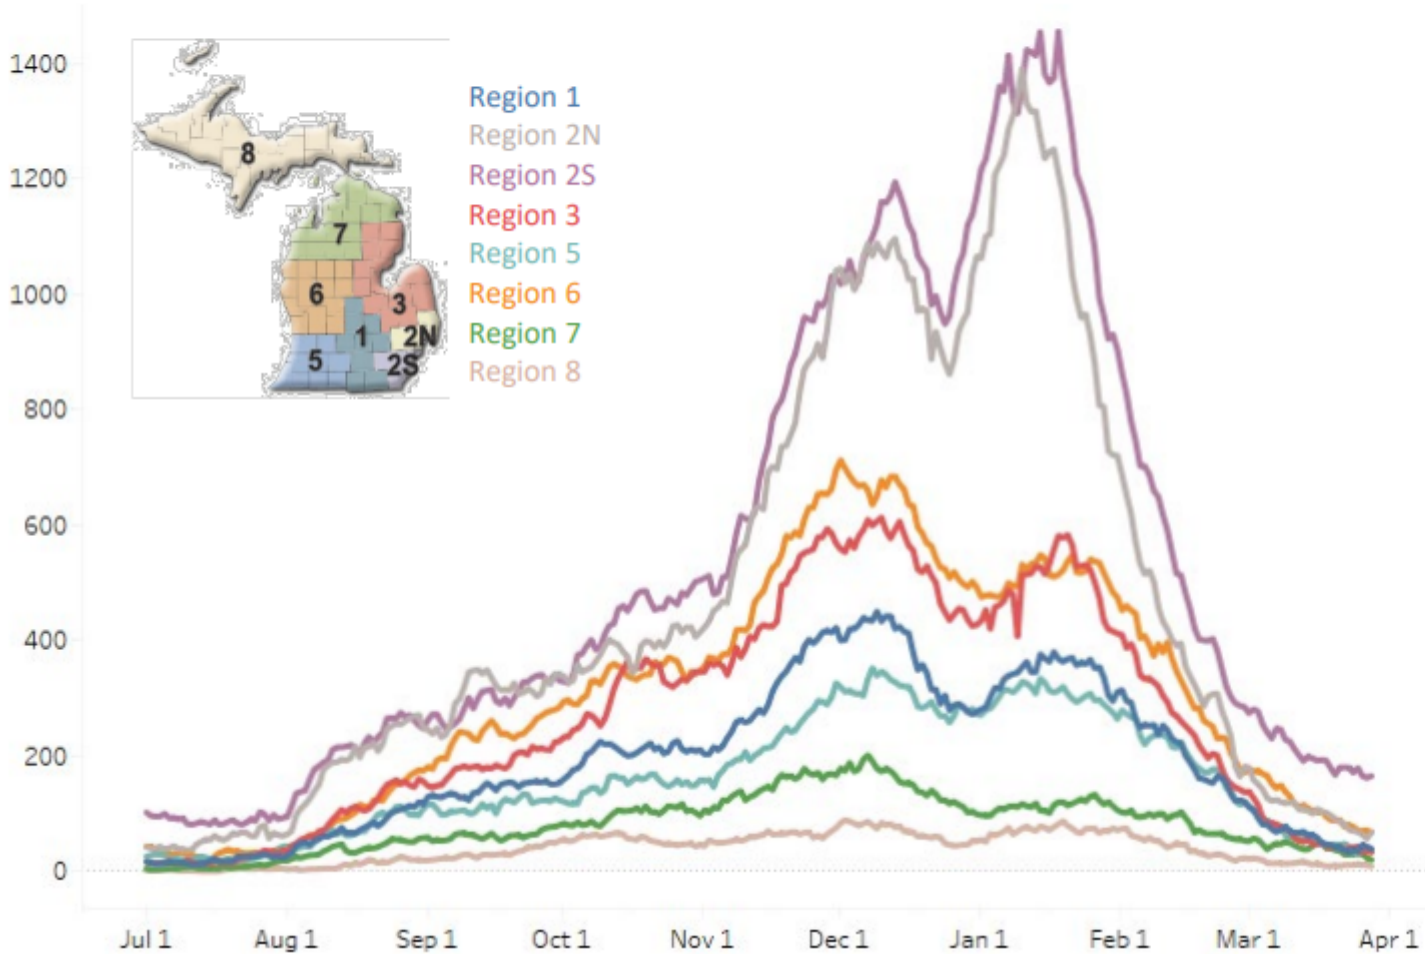 1400
1200
1000
800
600
400
200
0
8
7
6
3
1
2N
5
2S
Region 1
Region 2N
Region 2S
Region 3
Region 5
Region 6
Region 7
Region 8
Jul 1 Aug 1 Sep 1 Oct 1 Nov 1 Dec 1 Jan 1 Feb 1 Mar 1 Apr 1